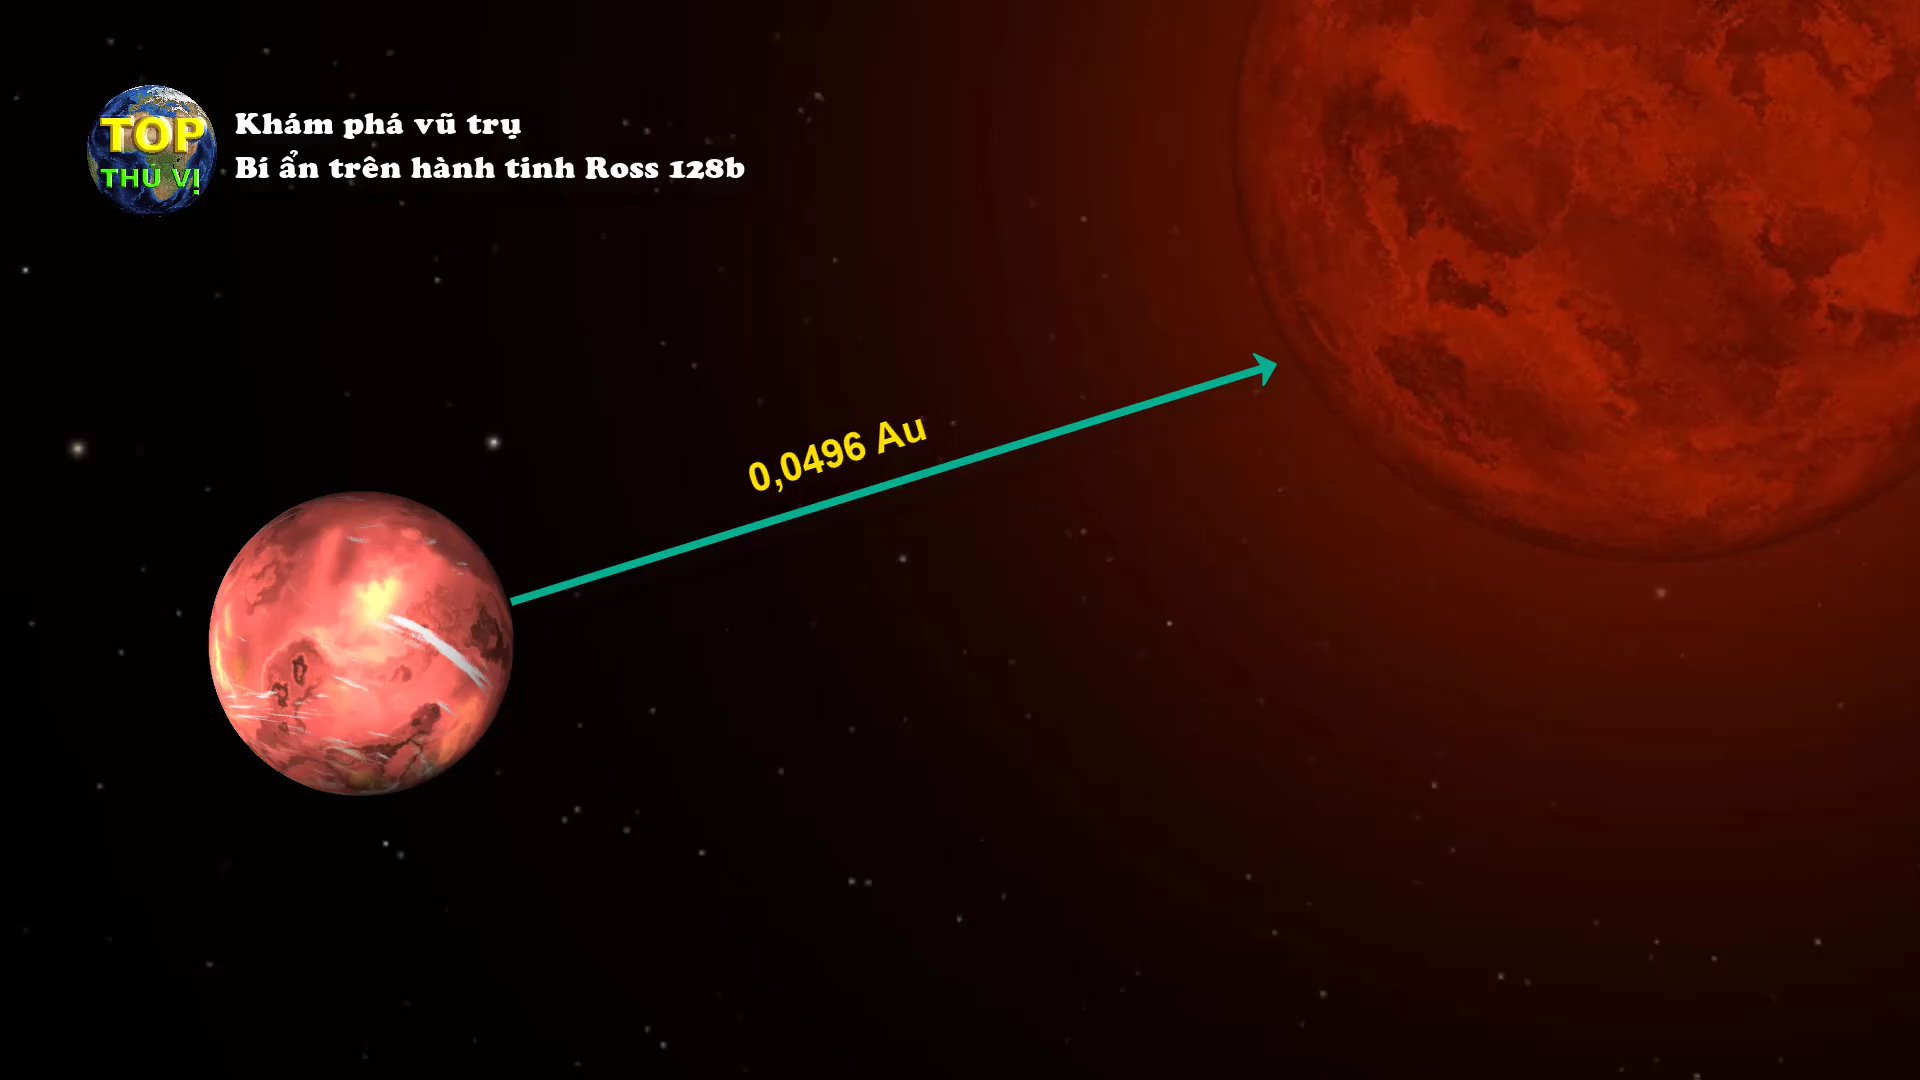 TOP
THÚ VỊ
Khám phá vũ trụ
Bí ẩn trên hành tinh Ross 128b
0,0496 Au